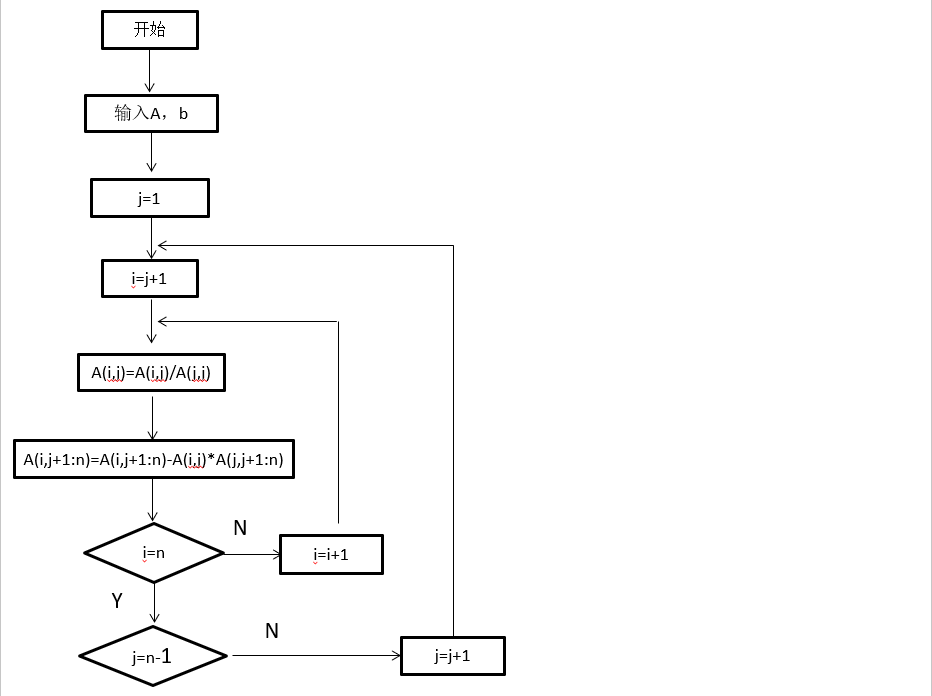 开始
输入A，b
j=1
i=j+1
A(i,j)=A(i,j)/A(j,j)
A(i,j+1:n)=A(i,j+1:n)-A(i,j)*A(j,j+1:n)
N
i=n
i=i+1
Y
N
j=n-1
j=j+1